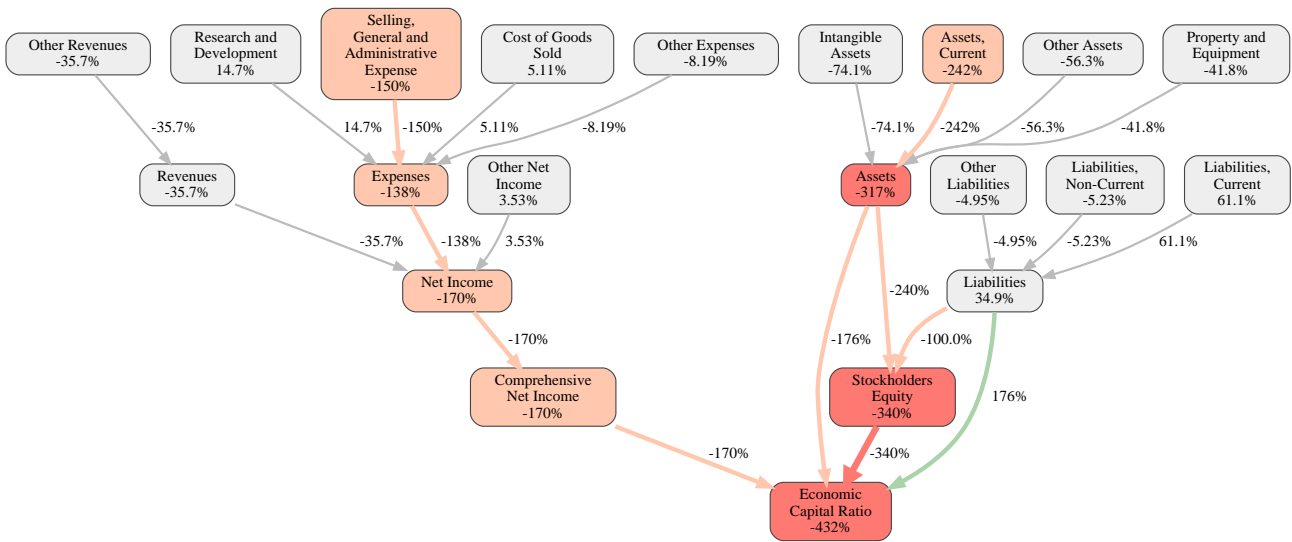 Other Revenues
-35.7%
Research and
Development
14.7%
Selling,
General and
Administrative
Expense
-150%
Cost of Goods
Sold
5.11%
Other Expenses
-8.19%
Intangible
Assets
-74.1%
Assets,
Current
-242%
Other Assets
-56.3%
Property and
Equipment
-41.8%
-35.7%
14.7%
-150%
5.11%
-8.19%
-74.1%
-242%
-56.3%
-41.8%
Revenues
-35.7%
Expenses
-138%
Other Net
Income
3.53%
Assets
-317%
Other
Liabilities
-4.95%
Liabilities,
Non-Current
-5.23%
Liabilities,
Current
61.1%
-35.7%
-138%
3.53%
-4.95%
-5.23%
61.1%
Net Income
-170%
-240%
Liabilities
34.9%
-170%
-176%
-100.0%
Comprehensive
Net Income
-170%
Stockholders
Equity
-340%
176%
-170%
-340%
Economic
Capital Ratio
-432%